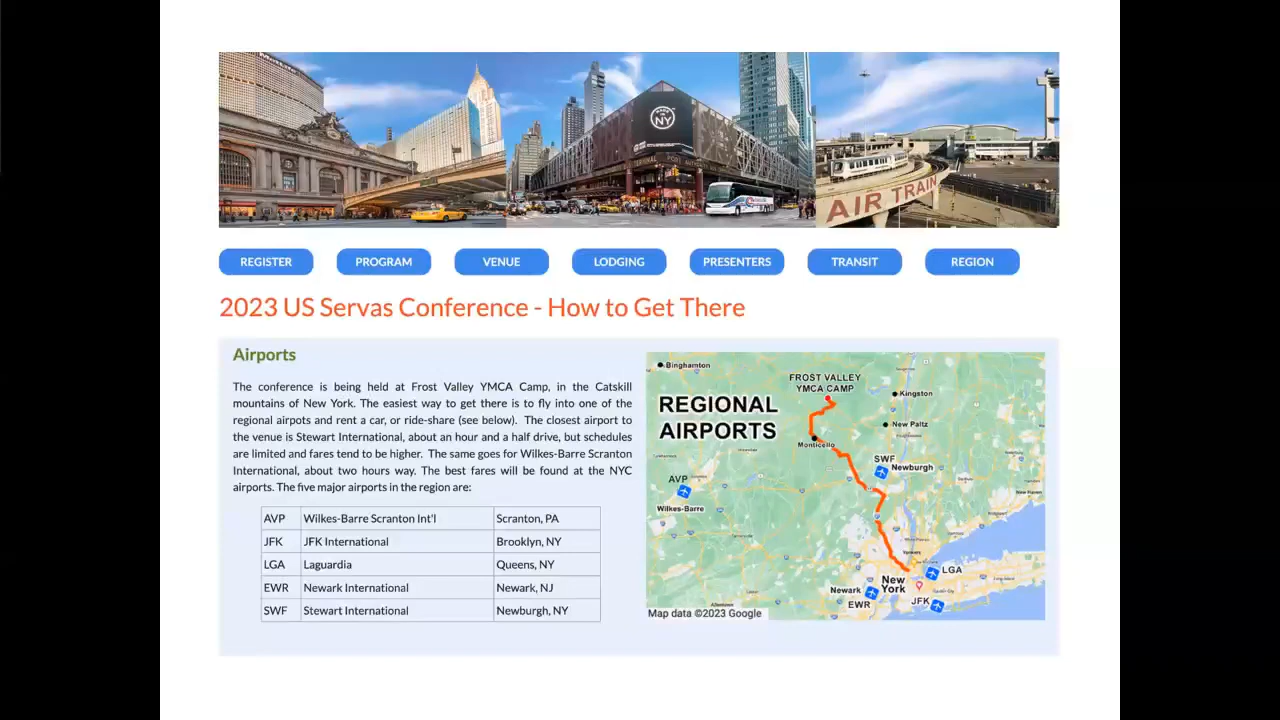 NY
AIR TRAIN
REGISTER
PROGRAM
VENUE
LODGING
PRESENTERS
TRANSIT
REGION
2023 US Servas Conference - How to Get There
Airports
The conference is being held at Frost Valley YMCA Camp, in the Catskill
mountains of New York. The easiest way to get there is to fly into one of the
regional airpots and rent a car, or ride-share (see below). The closest airport to
the venue is Stewart International, about an hour and a half drive, but schedules
are limited and fares tend to be higher. The same goes for Wilkes-Barre Scranton
International, about two hours way. The best fares will be found at the NYC
airports. The five major airports in the region are:
AVP Wilkes-Barre Scranton Int'l Scranton, PA
JFK JFK International Brooklyn, NY
LGA Laguardia Queens, NY
EWR Newark International Newark, NJ
SWF Stewart International Newburgh, NY
Binghamton
FROST VALLEY
YMCA CAMP
Kingston
REGIONAL
AIRPORTS
New Paltz
Monticello
SWF
Newburgh
AVP
Wilkes-Barre
New Haven
LGA
New
York
Newark
EWR
JFK
Map data ©2023 Google